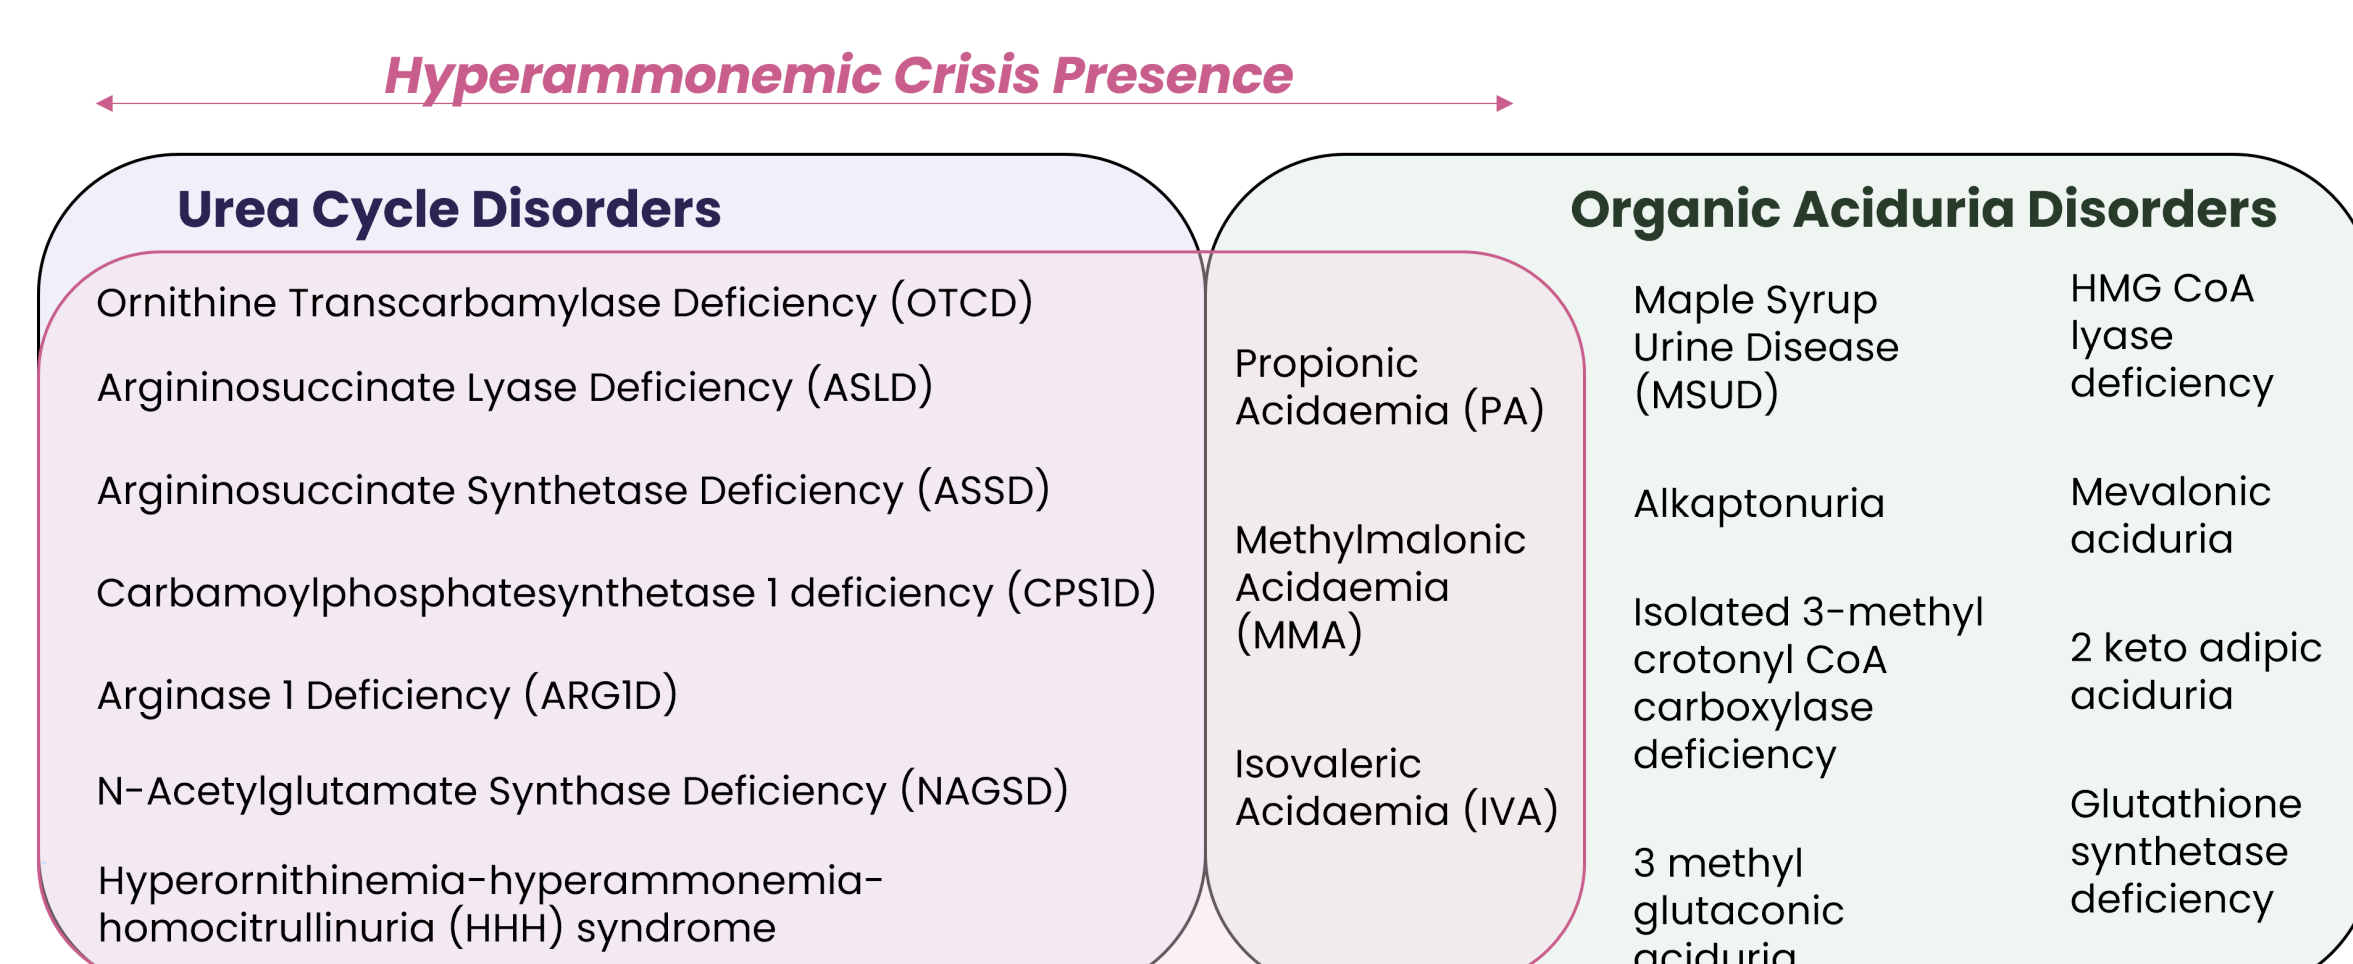 Hyperammonemic Crisis Presence
Urea Cycle Disorders
Ornithine Transcarbamylase Deficiency (OTCD)
Argininosuccinate Lyase Deficiency (ASLD)
Argininosuccinate Synthetase Deficiency (ASSD)
Carbamoylphosphatesynthetase 1 deficiency (CPS1D)
Arginase 1 Deficiency (ARG1D)
N-Acetylglutamate Synthase Deficiency (NAGSD)
Hyperornithinemia-hyperammonemia-
homocitrullinuria (HHH) syndrome
Organic Aciduria Disorders
Propionic
Acidaemia (PA)
Methylmalonic
Acidaemia
(MMA)
Isovaleric
Acidaemia (IVA)
Maple Syrup
Urine Disease
(MSUD)
Alkaptonuria
Isolated 3-methyl
crotonyl CoA
carboxylase
deficiency
3 methyl
glutaconic
aciduria
HMG CoA
lyase
deficiency
Mevalonic
aciduria
2 keto adipic
aciduria
Glutathione
synthetase
deficiency